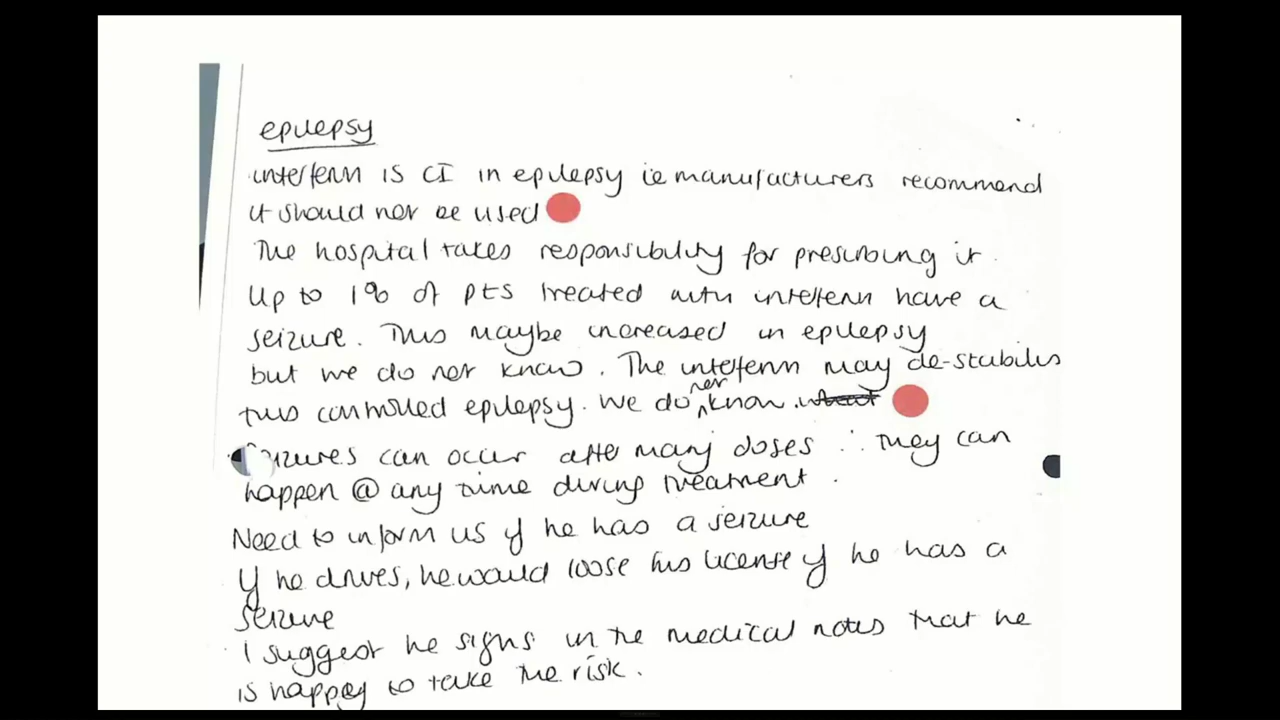 epilepsy
interferon is CI in epilepsy ie manufacturers recommend
it should not be used
The hospital takes responsibility for prescribing it.
Up to 1% of pts treated with interferon have a
seizure. This maybe increased in epilepsy
but we do not know. The interferon may de-stabilise
his controlled epilepsy. We do not know. what
Seizures can occur after many doses ∴ They can
happen @ any time during treatment.
Need to inform us if he has a seizure
If he drives, he would loose his license if he has a
seizure
I suggest he signs in the medical notes that he
is happy to take the risk.